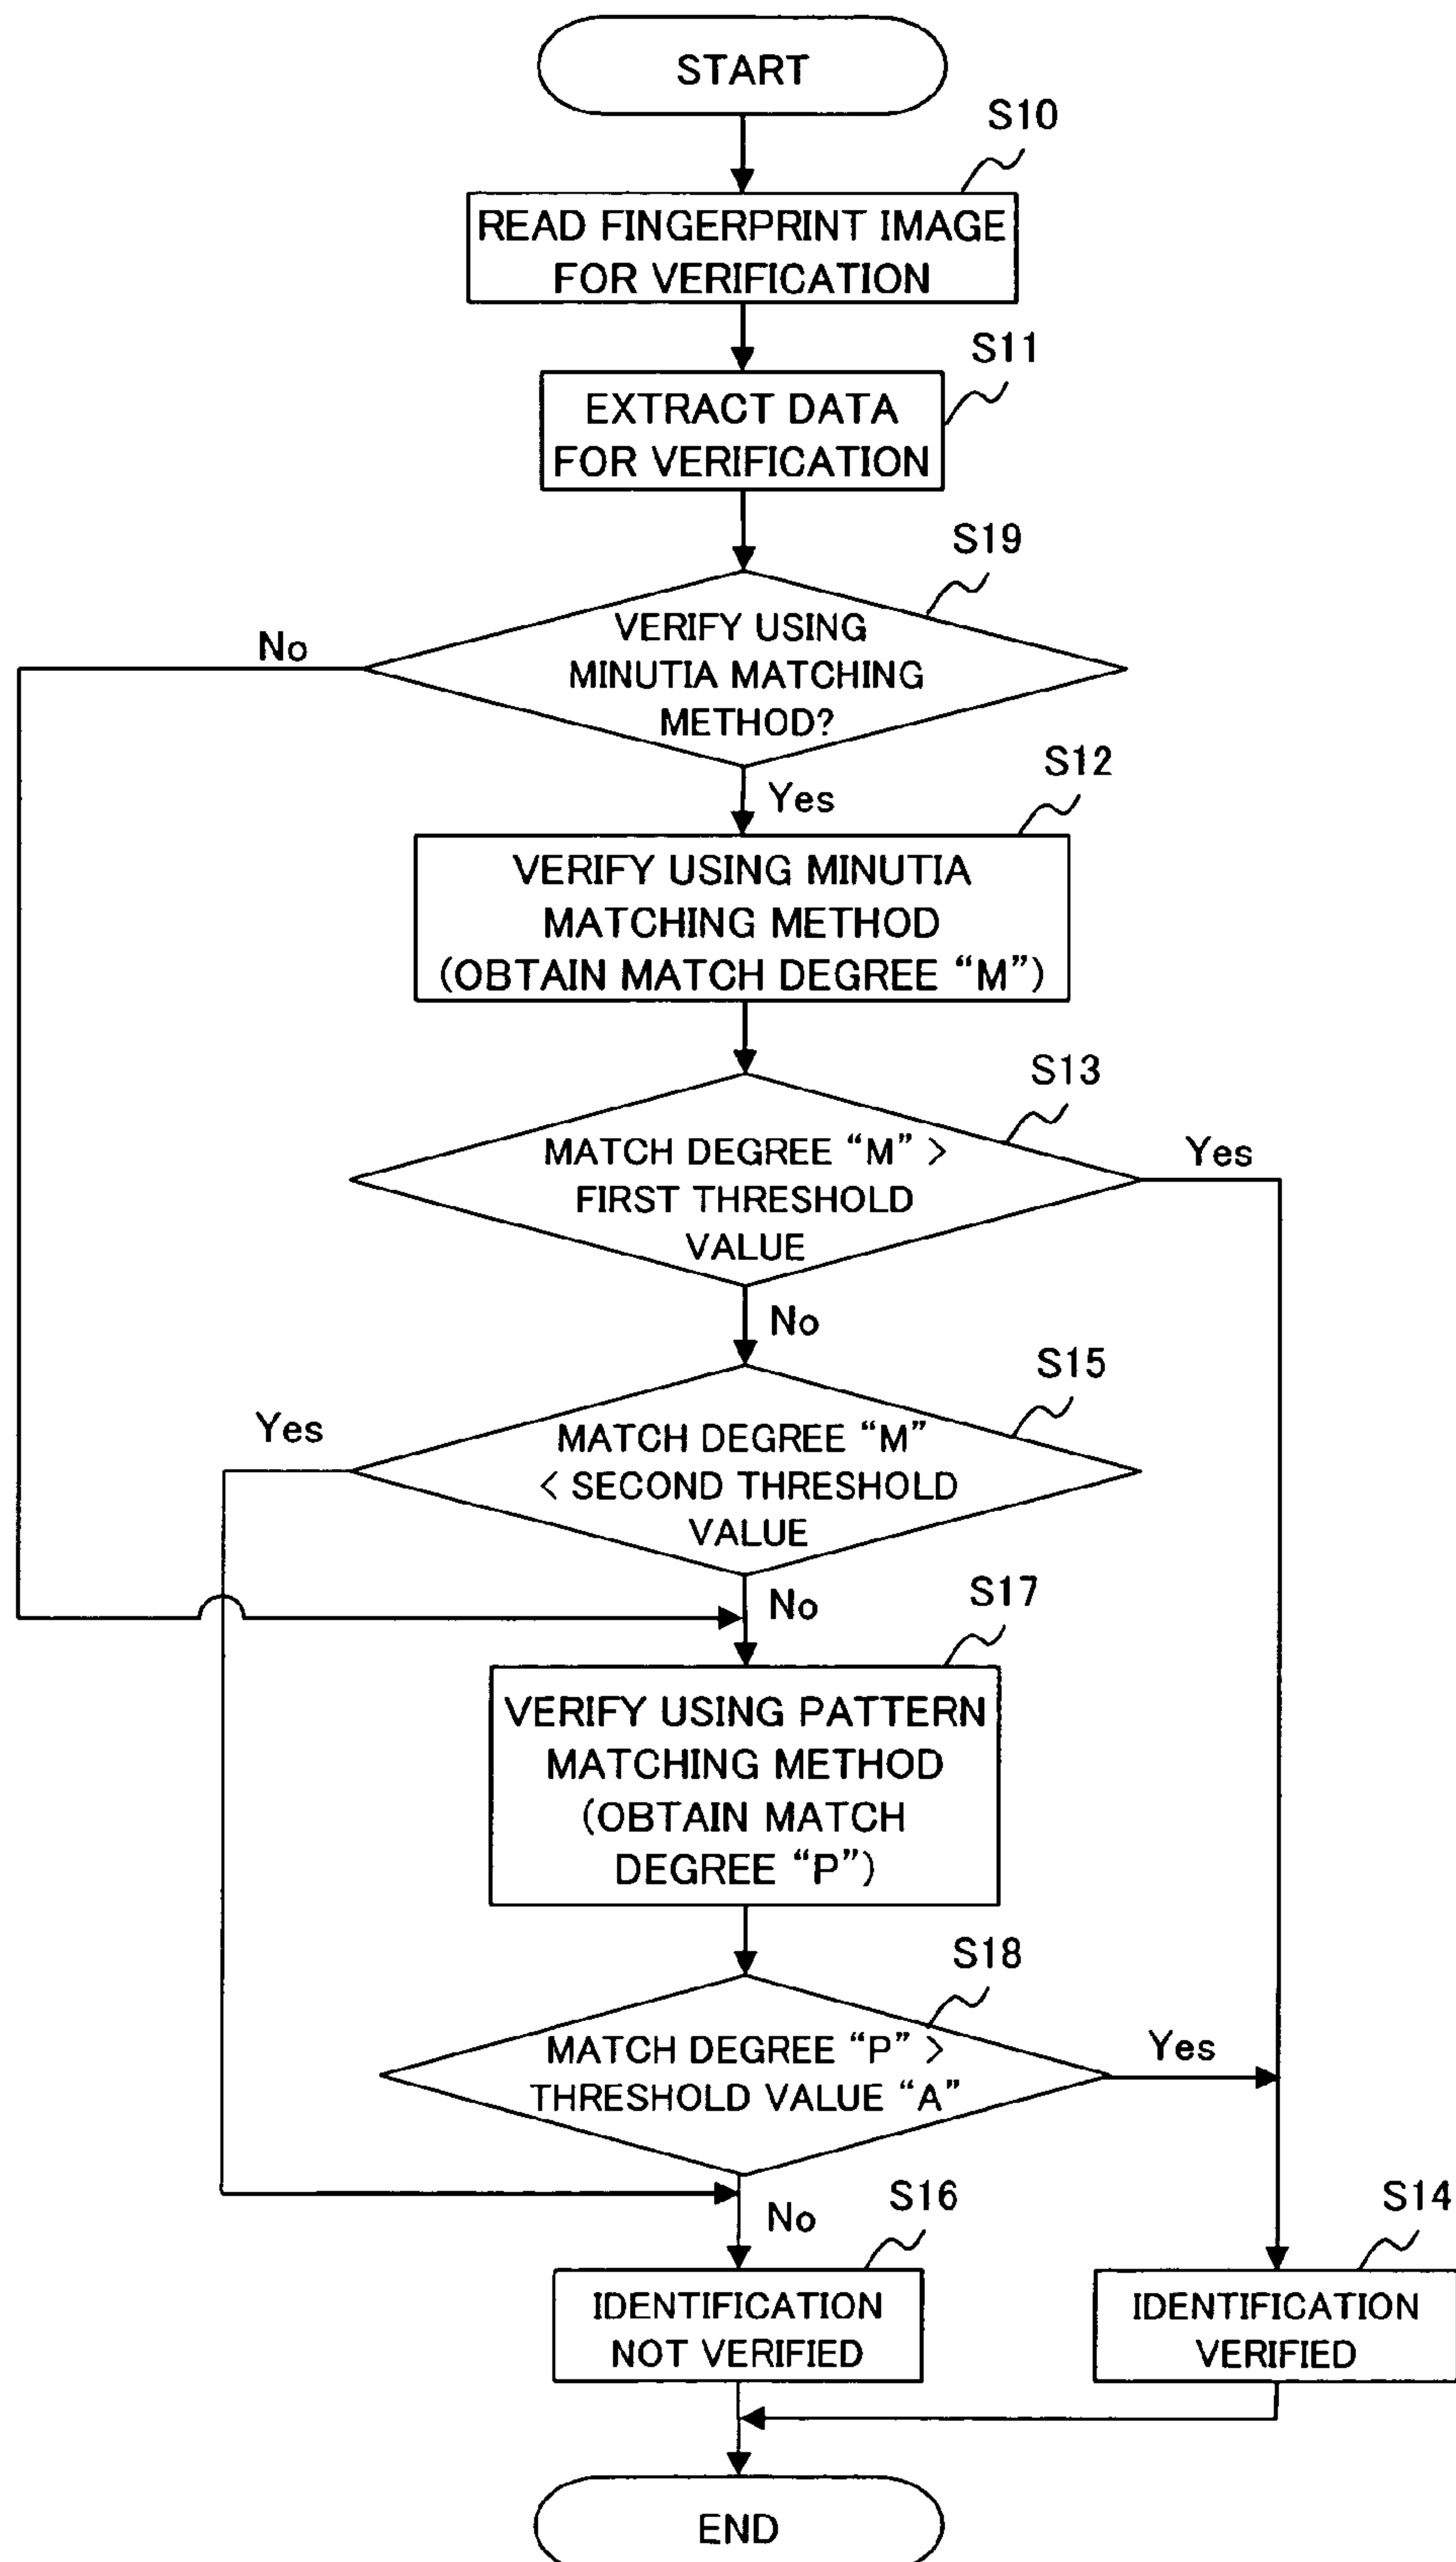 START
S10
READ FINGERPRINT IMAGE
FOR VERIFICATION
S11
EXTRACT DATA
FOR VERIFICATION
S19
VERIFY USING
MINUTIA MATCHING
METHOD?
No
Yes
S12
VERIFY USING MINUTIA
MATCHING METHOD
(OBTAIN MATCH DEGREE “M”)
S13
MATCH DEGREE “M” >
FIRST THRESHOLD
VALUE
Yes
No
S15
Yes
MATCH DEGREE “M”
< SECOND THRESHOLD
VALUE
No
S17
VERIFY USING PATTERN
MATCHING METHOD
(OBTAIN MATCH
DEGREE “P”)
S18
MATCH DEGREE “P” >
THRESHOLD VALUE “A”
Yes
No
S16
IDENTIFICATION
NOT VERIFIED
S14
IDENTIFICATION
VERIFIED
END